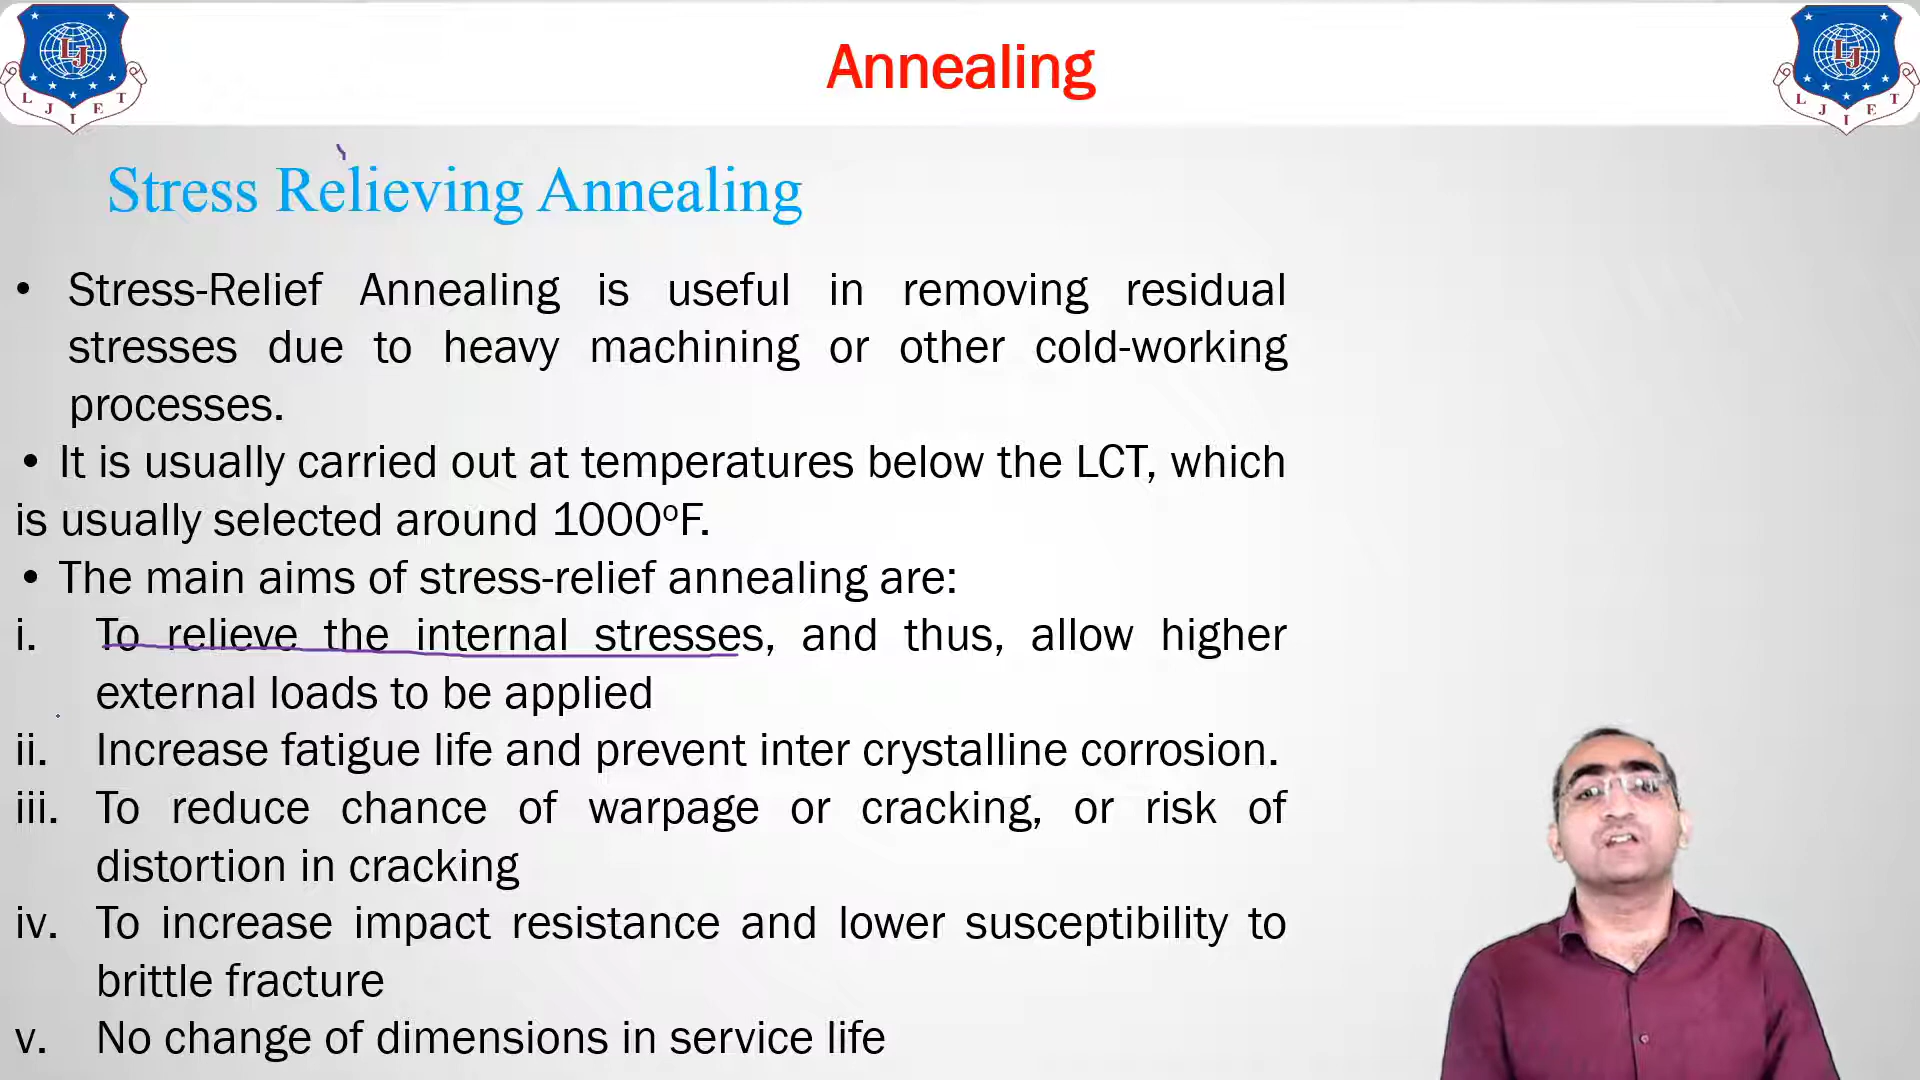 Annealing
L J I E T
L J I E T
LJ
LJ
Stress Relieving Annealing
• Stress-Relief Annealing is useful in removing residual
stresses due to heavy machining or other cold-working
processes.
• It is usually carried out at temperatures below the LCT, which
is usually selected around 1000ºF.
• The main aims of stress-relief annealing are:
i. To relieve the internal stresses, and thus, allow higher
external loads to be applied
ii. Increase fatigue life and prevent inter crystalline corrosion.
iii. To reduce chance of warpage or cracking, or risk of
distortion in cracking
iv. To increase impact resistance and lower susceptibility to
brittle fracture
v. No change of dimensions in service life